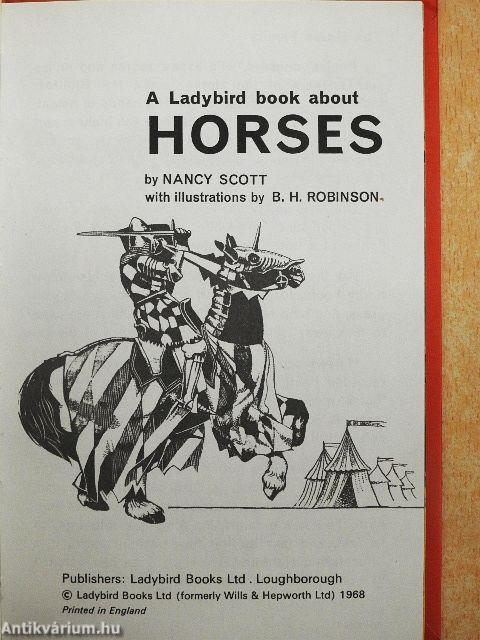 A Ladybird book about
HORSES
by NANCY SCOTT
with illustrations by B. H. ROBINSON
Publishers: Ladybird Books Ltd . Loughborough
© Ladybird Books Ltd (formerly Wills & Hepworth Ltd) 1968
Printed in England
Antikvárium.hu